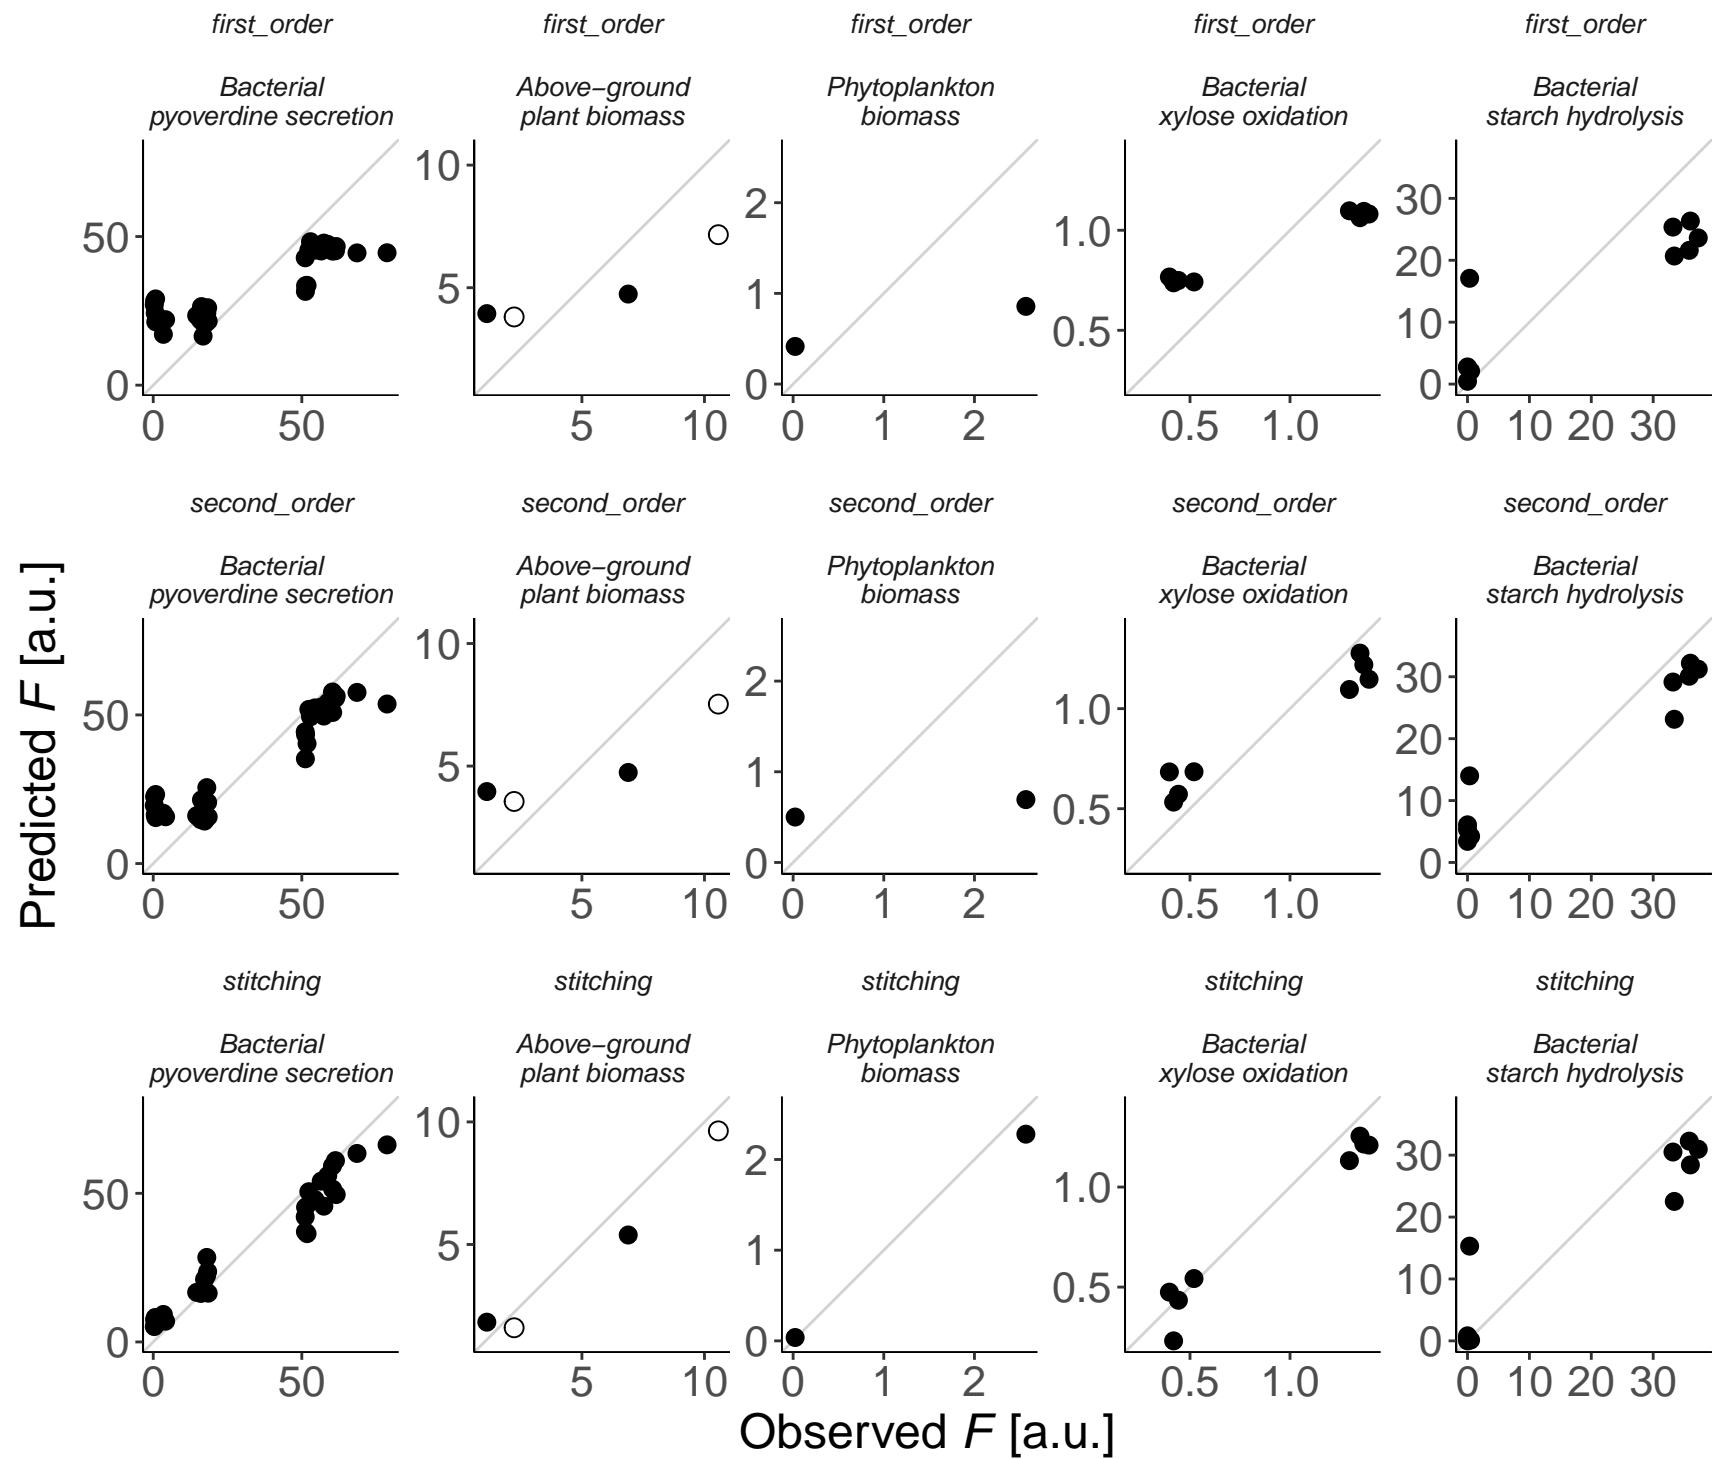 first_order first_order first_order first_order first_order
Bacterial Above−ground Phytoplankton Bacterial Bacterial
pyoverdine secretion plant biomass biomass xylose oxidation starch hydrolysis
10
5
50
0
2
1
0
1.0
0.5
30
20
10
0
0 50 5 10 0 1 2 0.5 1.0 0 10 20 30
second_order second_order second_order second_order second_order
Bacterial Above−ground Phytoplankton Bacterial Bacterial
pyoverdine secretion plant biomass biomass xylose oxidation starch hydrolysis
50
0
10
5
2
1
0
1.0
0.5
30
20
10
0
0 50 5 10 0 1 2 0.5 1.0 0 10 20 30
Predicted F [a.u.]
stitching stitching stitching stitching stitching
Bacterial Above−ground Phytoplankton Bacterial Bacterial
pyoverdine secretion plant biomass biomass xylose oxidation starch hydrolysis
50
0
10
5
2
1
0
1.0
0.5
30
20
10
0
0 50 5 10 0 1 2 0.5 1.0 0 10 20 30
Observed F [a.u.]